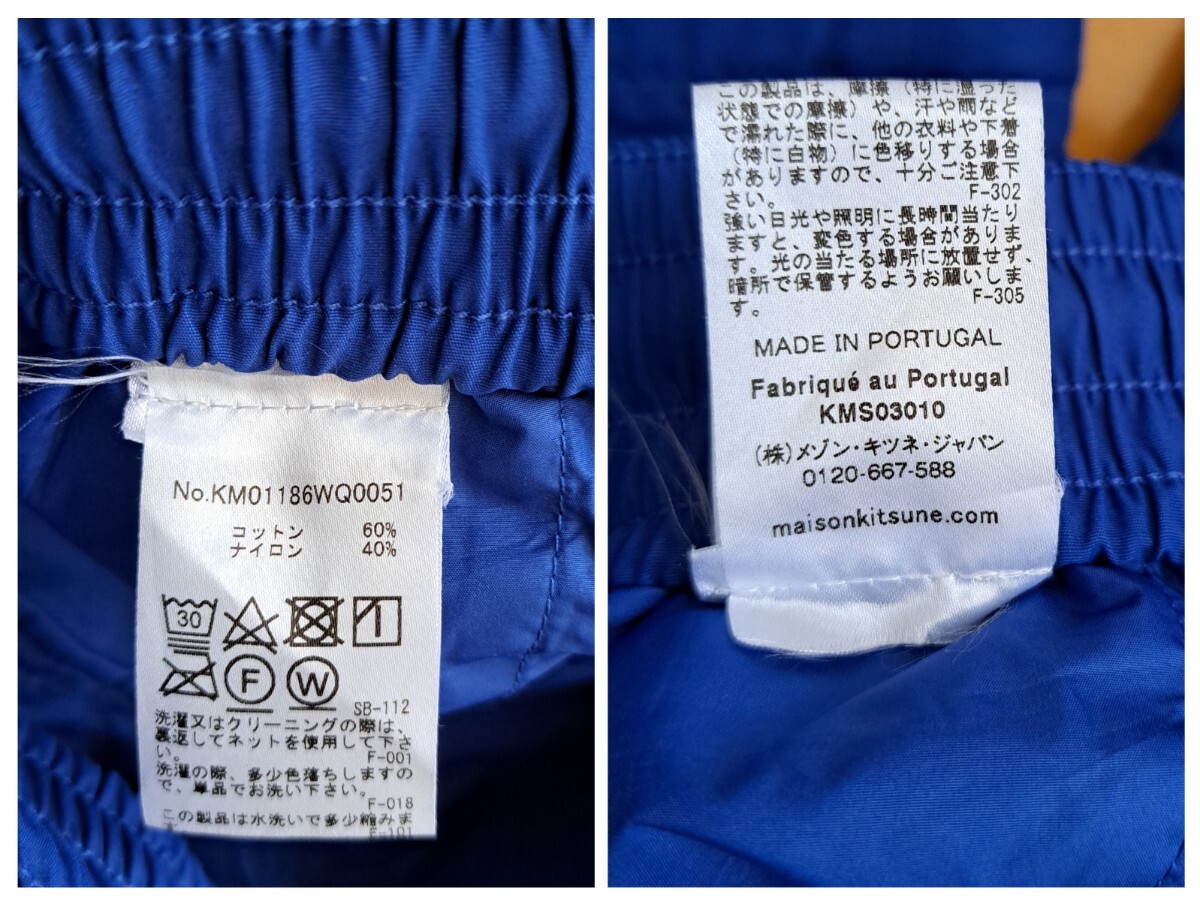 No.KM01186WQ0051
コットン 60%
ナイロン 40%
30
F W
SB-112
洗濯又はクリーニングの際は、
裏返してネットを使用して下さ
い。
F-001
洗濯の際、多少色落ちしますの
で、単品でお洗い下さい。
F-018
この製品は水洗いで多少縮みま
す。
F-101
この製品は、摩擦(特に湿った
状態での摩擦)や、汗や雨など
で濡れた際に、他の衣料や下着
(特に白物)に色移りする場合
がありますので、十分ご注意下
さい。
F-302
強い日光や照明に長時間当たり
ますと、変色する場合がありま
す。光の当たる場所に放置せず、
暗所で保管するようお願いしま
す。
F-305
MADE IN PORTUGAL
Fabriqué au Portugal
KMS03010
(株)メゾン・キツネ・ジャパン
0120-667-588
maisonkitsune.com